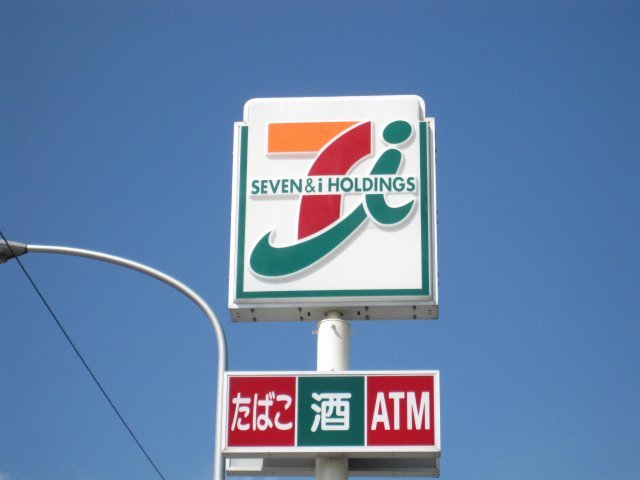 SEVEN & i HOLDINGS
たばこ 酒 ATM